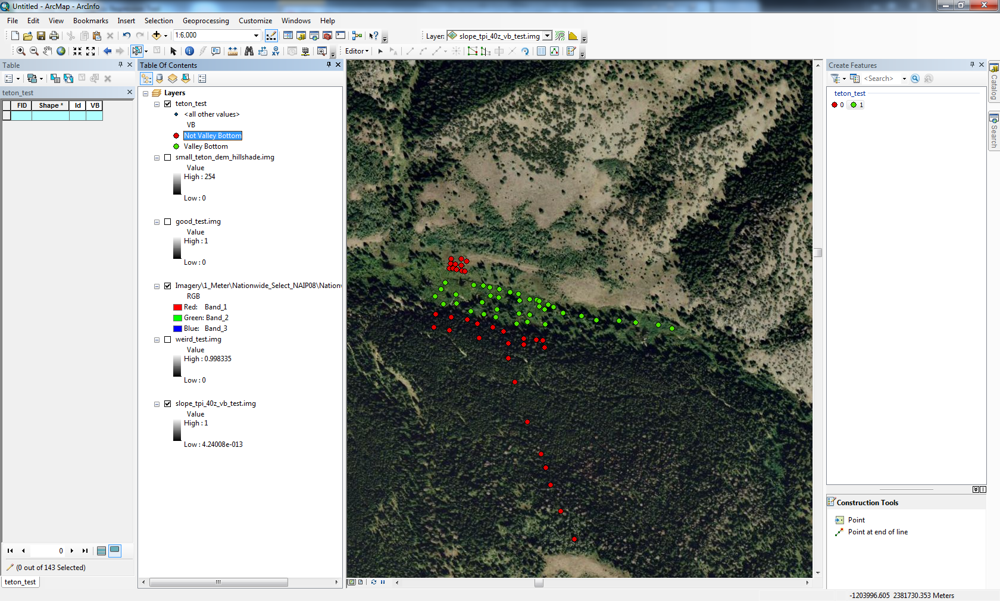 Untitled - ArcMap - ArcInfo
File Edit View Bookmarks Insert Selection Geoprocessing Customize Windows Help
1:6,000
Layer: slope_tpi_40z_vb_test.img
Editor
Table
teton_test
FID Shape * Id VB
0
(0 out of 143 Selected)
teton_test
Table Of Contents
Layers
teton_test
<all other values>
VB
Not Valley Bottom
Valley Bottom
small_teton_dem_hillshade.img
Value
High : 254
Low : 0
good_test.img
Value
High : 1
Low : 0
Imagery\1_Meter\Nationwide_Select_NAIP08\Nation
RGB
Red: Band_1
Green: Band_2
Blue: Band_3
weird_test.img
Value
High : 0.998335
Low : 0
slope_tpi_40z_vb_test.img
Value
High : 1
Low : 4.24008e-013
Create Features
<Search>
teton_test
0 1
Construction Tools
Point
Point at end of line
Catalog
Search
-1203996.605 2381730.353 Meters